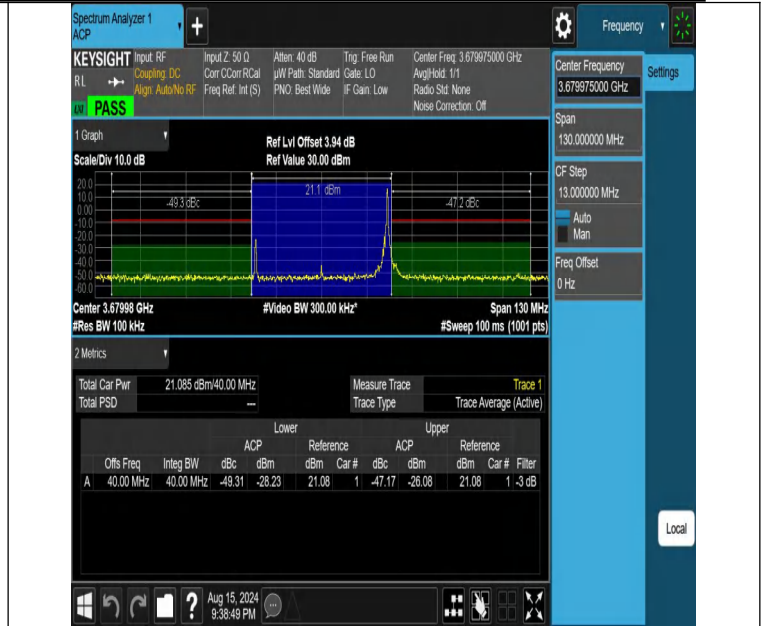 Spectrum Analyzer 1
ACP
+
Frequency
KEYSIGHT Input: RF Input Z: 50 Ω Atten: 40 dB Trig: Free Run Center Freq: 3.679975000 GHz
RL Coupling: DC Corr CCorr RCal µW Path: Standard Gate: LO Avg|Hold: 1/1
Align: Auto/No RF Freq Ref: Int (S) PNO: Best Wide IF Gain: Low Radio Std: None
Noise Correction: Off
PASS
Center Frequency
3.679975000 GHz
Settings
Span
130.000000 MHz
CF Step
13.000000 MHz
Auto
Man
Freq Offset
0 Hz
1 Graph
Ref Lvl Offset 3.94 dB
Scale/Div 10.0 dB Ref Value 30.00 dBm
20.0
10.0
0.00
-10.0
-20.0
-30.0
-40.0
-50.0
-60.0
-49.3 dBc 21.1 dBm -47.2 dBc
Center 3.67998 GHz #Video BW 300.00 kHz* Span 130 MHz
#Res BW 100 kHz #Sweep 100 ms (1001 pts)
2 Metrics
Total Car Pwr 21.085 dBm/40.00 MHz Measure Trace Trace 1
Total PSD --- Trace Type Trace Average (Active)
Lower Upper
ACP Reference ACP Reference
Offs Freq Integ BW dBc dBm dBm Car # dBc dBm dBm Car # Filter
A 40.00 MHz 40.00 MHz -49.31 -28.23 21.08 1 -47.17 -26.08 21.08 1 -3 dB
Local
? Aug 15, 2024
9:38:49 PM